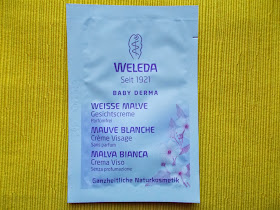 WELEDA
Seit 1921
BABY DERMA
WEISSE MALVE
Gesichtscreme
Parfümfrei
MAUVE BLANCHE
Crème Visage
Sans parfum
MALVA BIANCA
Crema Viso
Senza profumazione
Ganzheitliche Naturkosmetik